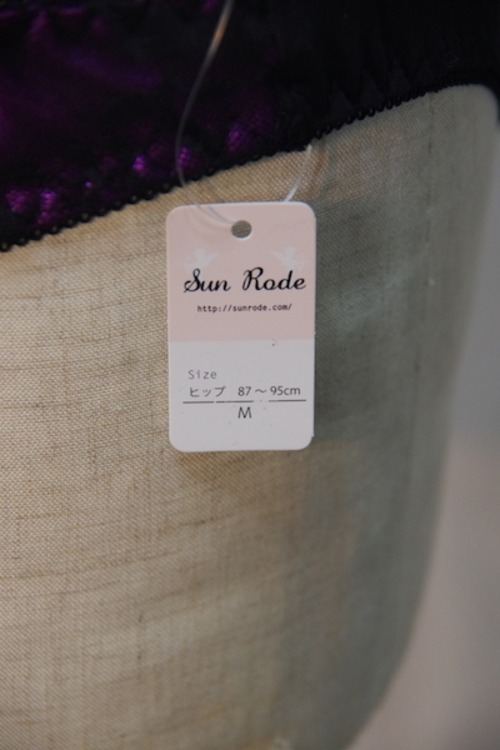 Sun Rode
http://sunrode.com/
Size
ヒップ 87～95cm
M